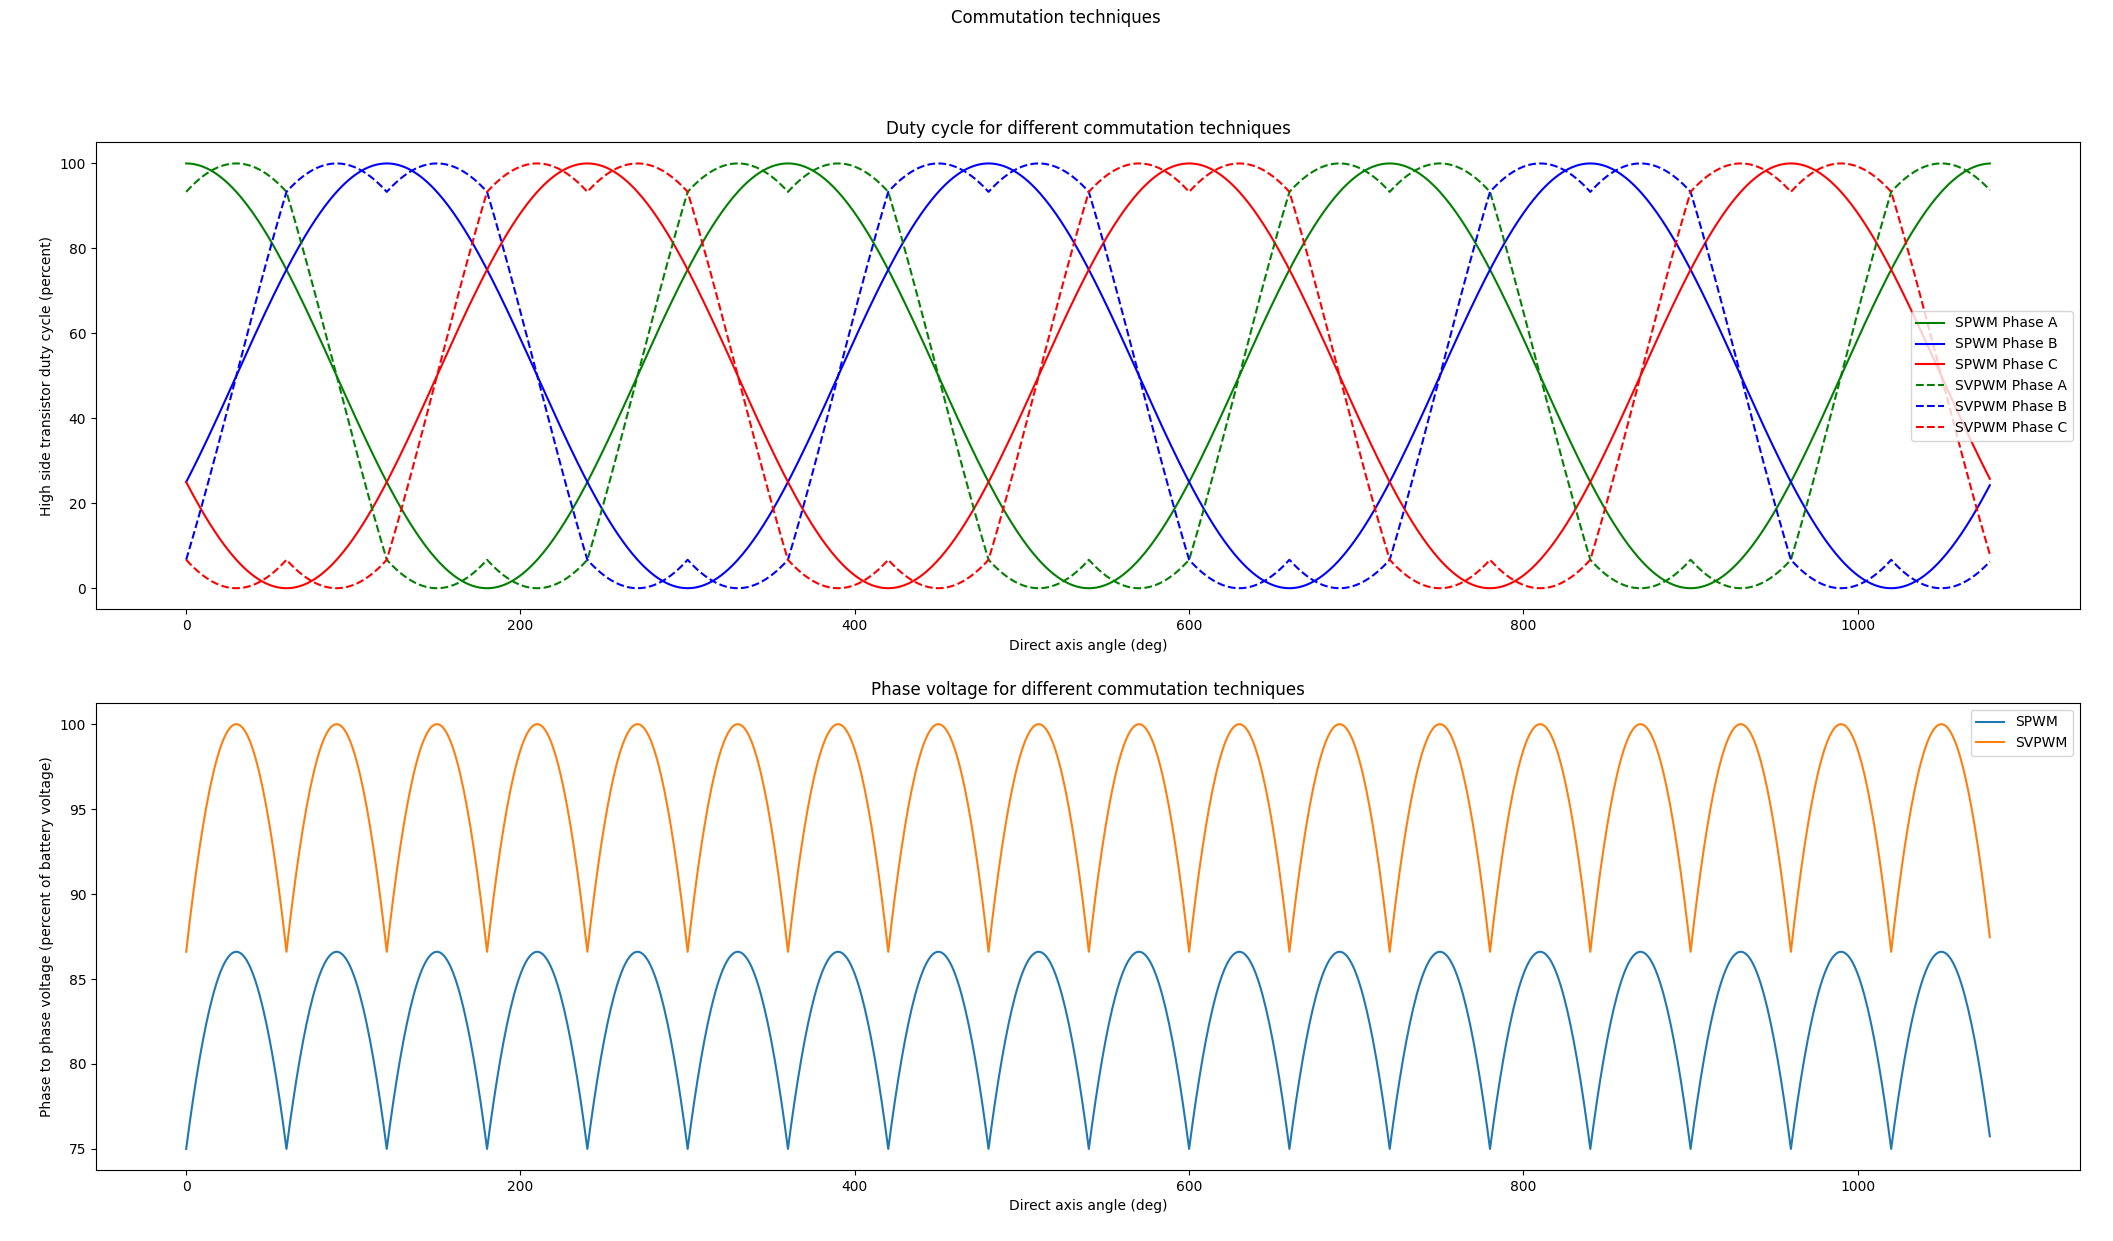 Commutation techniques
Duty cycle for different commutation techniques
High side transistor duty cycle (percent)
100
80
60
40
20
0
SPWM Phase A
SPWM Phase B
SPWM Phase C
SVPWM Phase A
SVPWM Phase B
SVPWM Phase C
0 200 400 600 800 1000
Direct axis angle (deg)
Phase voltage for different commutation techniques
Phase to phase voltage (percent of battery voltage)
100
95
90
85
80
75
SPWM
SVPWM
0 200 400 600 800 1000
Direct axis angle (deg)